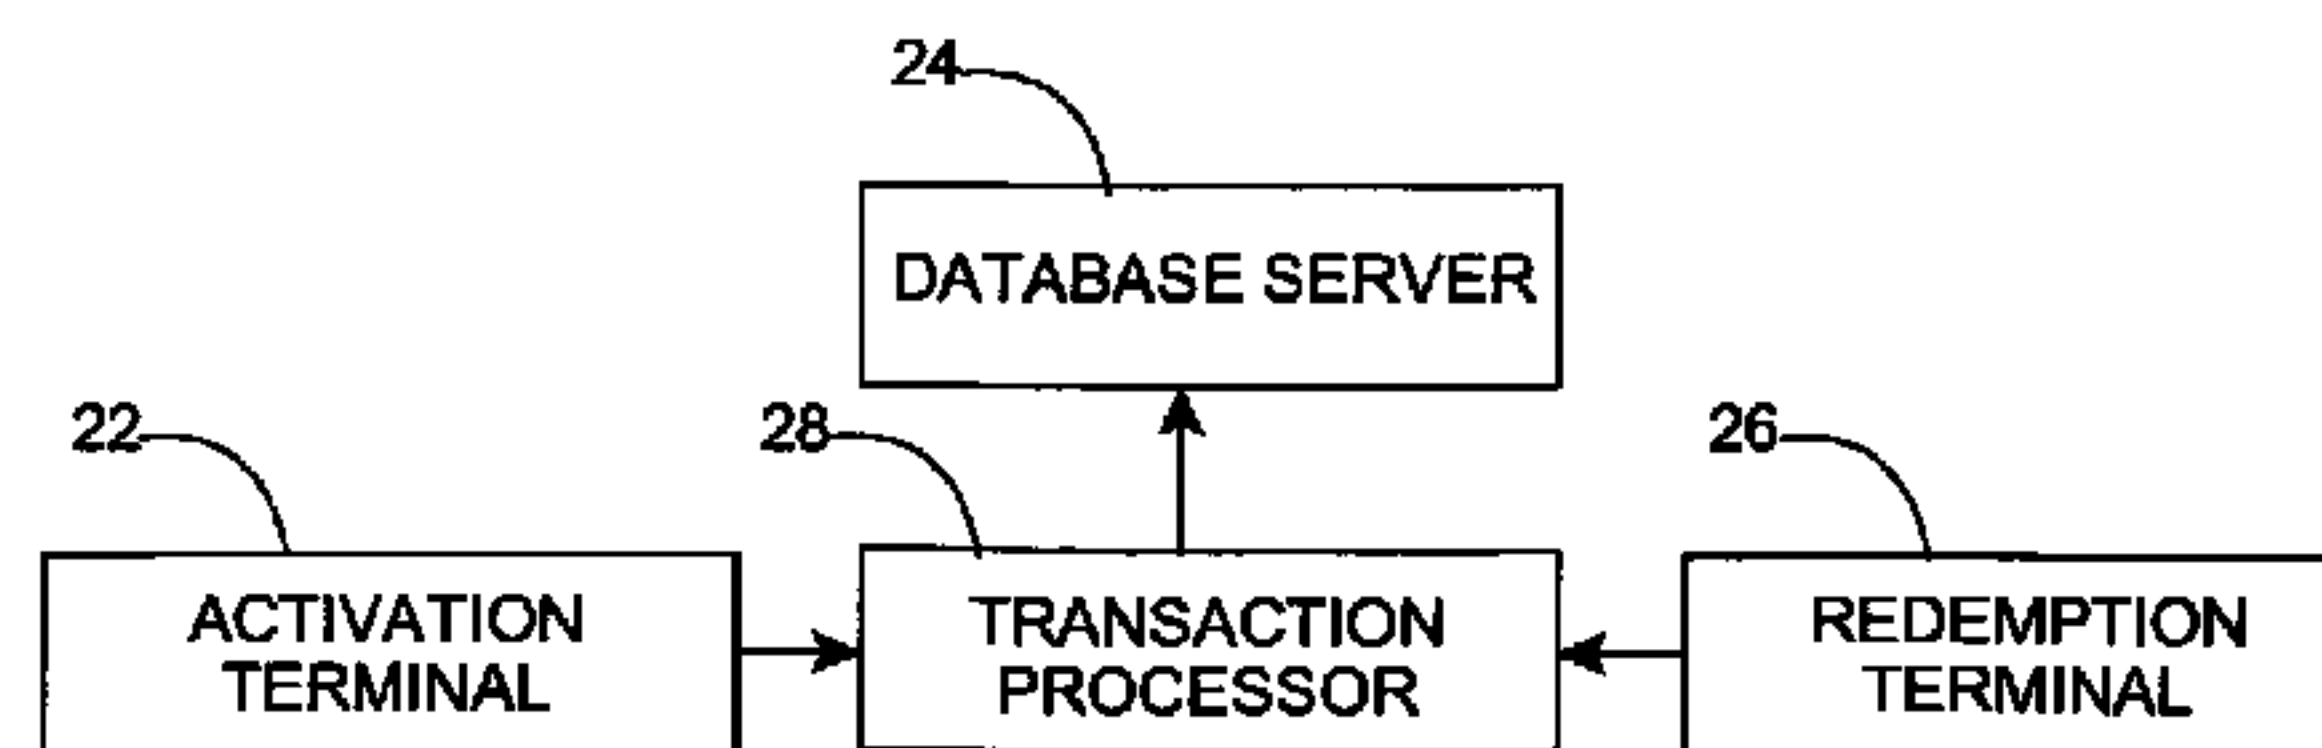 24
DATABASE SERVER
22
28
26
ACTIVATION
TERMINAL
TRANSACTION
PROCESSOR
REDEMPTION
TERMINAL